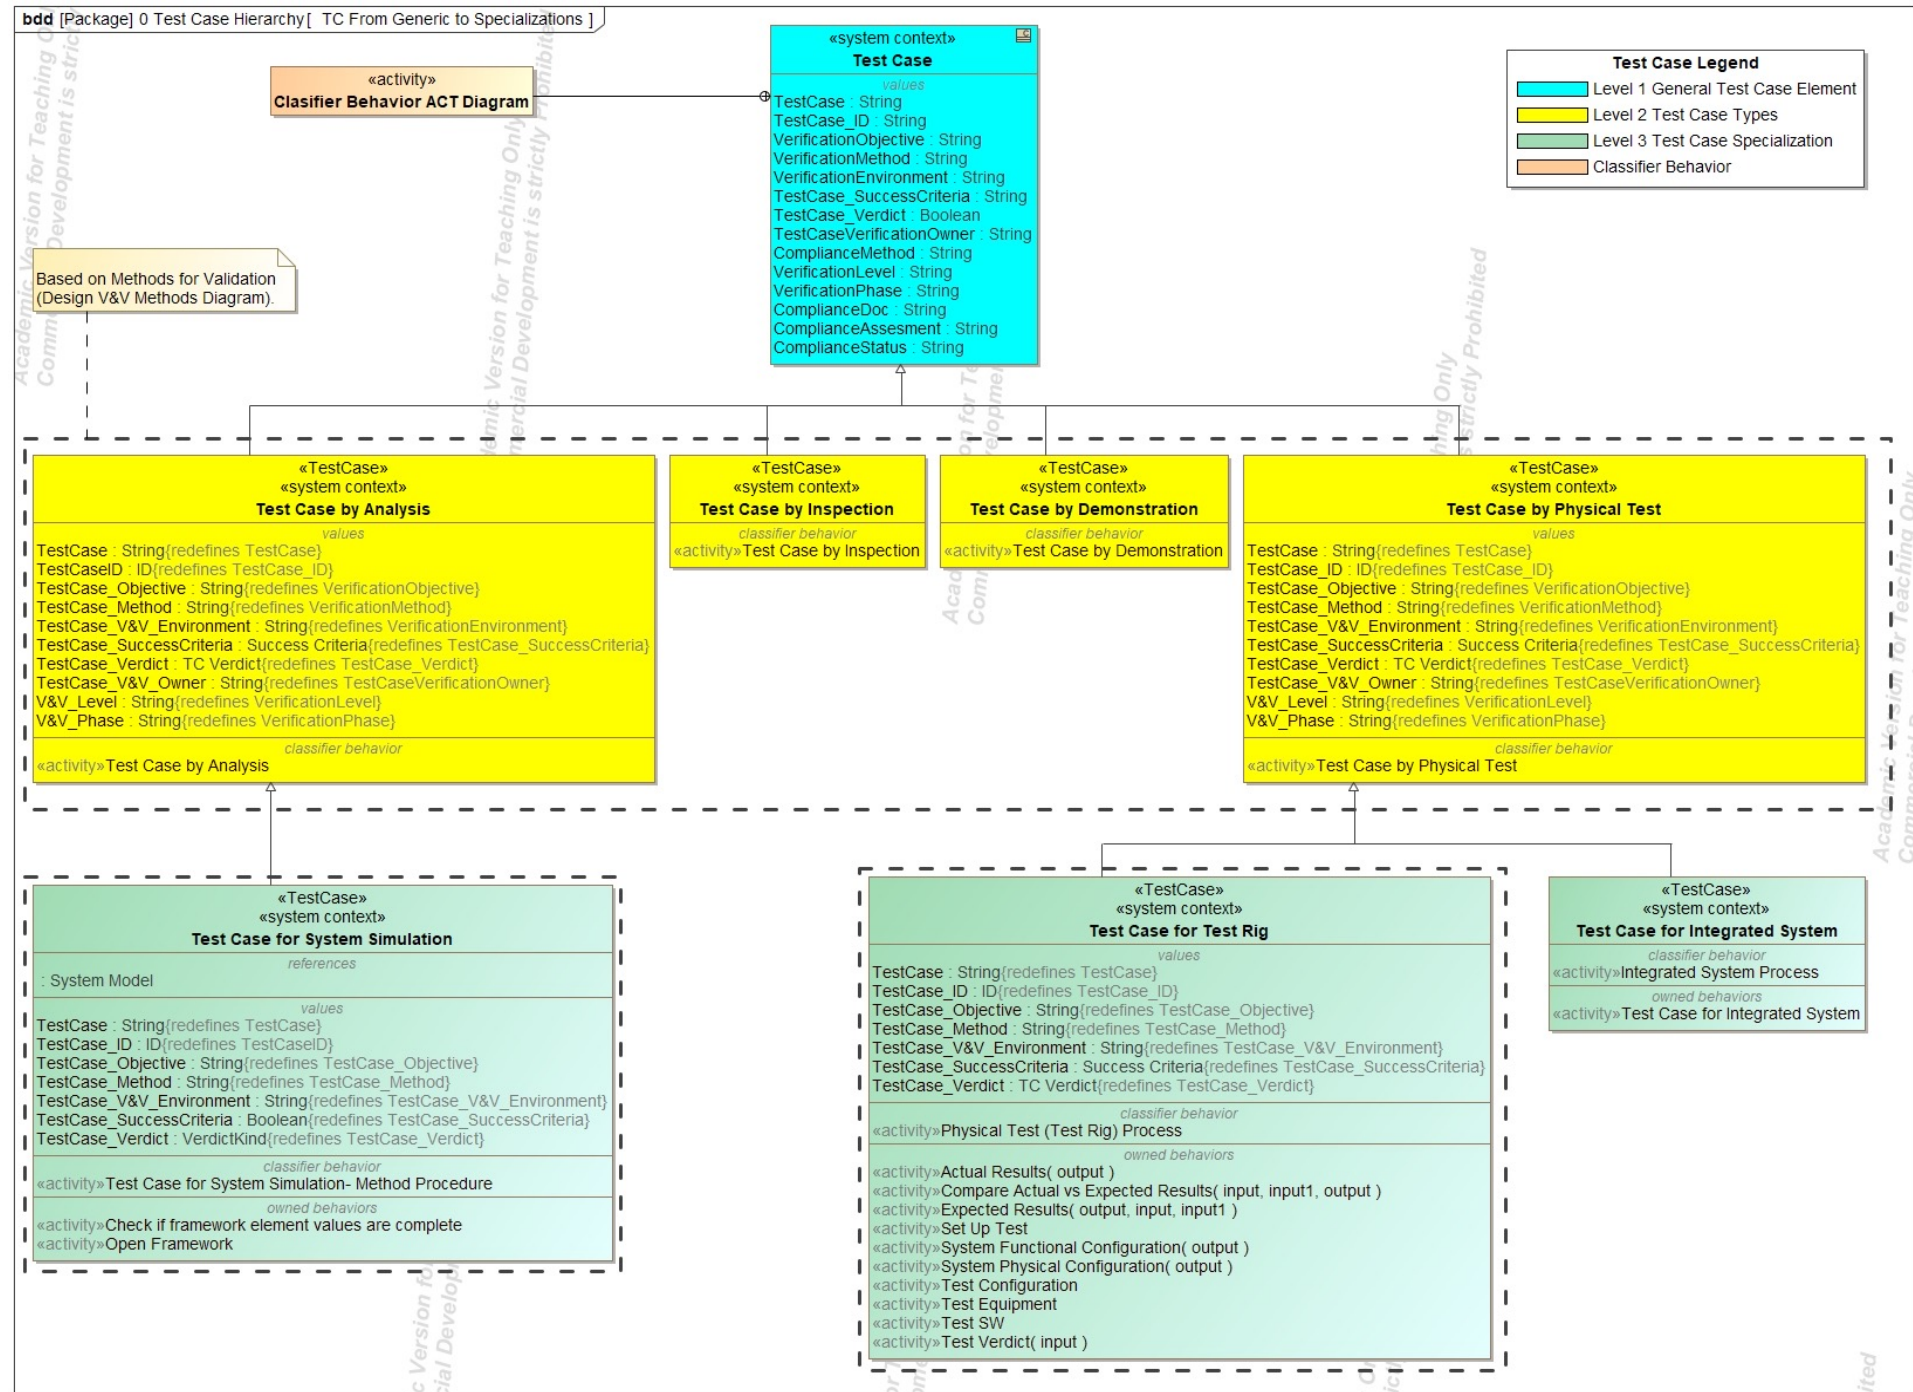 bdd [Package] 0 Test Case Hierarchy[ TC From Generic to Specializations ]
«activity»
Clasifier Behavior ACT Diagram
«system context»
Test Case
values
TestCase : String
TestCase_ID : String
VerificationObjective : String
VerificationMethod : String
VerificationEnvironment : String
TestCase_SuccessCriteria : String
TestCase_Verdict : Boolean
TestCaseVerificationOwner : String
ComplianceMethod : String
VerificationLevel : String
VerificationPhase : String
ComplianceDoc : String
ComplianceAssesment : String
ComplianceStatus : String
Test Case Legend
Level 1 General Test Case Element
Level 2 Test Case Types
Level 3 Test Case Specialization
Classifier Behavior
Based on Methods for Validation
(Design V&V Methods Diagram).
«TestCase»
«system context»
Test Case by Analysis
values
TestCase : String{redefines TestCase}
TestCaseID : ID{redefines TestCase_ID}
TestCase_Objective : String{redefines VerificationObjective}
TestCase_Method : String{redefines VerificationMethod}
TestCase_V&V_Environment : String{redefines VerificationEnvironment}
TestCase_SuccessCriteria : Success Criteria{redefines TestCase_SuccessCriteria}
TestCase_Verdict : TC Verdict{redefines TestCase_Verdict}
TestCase_V&V_Owner : String{redefines TestCaseVerificationOwner}
V&V_Level : String{redefines VerificationLevel}
V&V_Phase : String{redefines VerificationPhase}
classifier behavior
«activity»Test Case by Analysis
«TestCase»
«system context»
Test Case by Inspection
classifier behavior
«activity»Test Case by Inspection
«TestCase»
«system context»
Test Case by Demonstration
classifier behavior
«activity»Test Case by Demonstration
«TestCase»
«system context»
Test Case by Physical Test
values
TestCase : String{redefines TestCase}
TestCase_ID : ID{redefines TestCase_ID}
TestCase_Objective : String{redefines VerificationObjective}
TestCase_Method : String{redefines VerificationMethod}
TestCase_V&V_Environment : String{redefines VerificationEnvironment}
TestCase_SuccessCriteria : Success Criteria{redefines TestCase_SuccessCriteria}
TestCase_Verdict : TC Verdict{redefines TestCase_Verdict}
TestCase_V&V_Owner : String{redefines TestCaseVerificationOwner}
V&V_Level : String{redefines VerificationLevel}
V&V_Phase : String{redefines VerificationPhase}
classifier behavior
«activity»Test Case by Physical Test
«TestCase»
«system context»
Test Case for System Simulation
references
: System Model
values
TestCase : String{redefines TestCase}
TestCase_ID : ID{redefines TestCaseID}
TestCase_Objective : String{redefines TestCase_Objective}
TestCase_Method : String{redefines TestCase_Method}
TestCase_V&V_Environment : String{redefines TestCase_V&V_Environment}
TestCase_SuccessCriteria : Boolean{redefines TestCase_SuccessCriteria}
TestCase_Verdict : VerdictKind{redefines TestCase_Verdict}
classifier behavior
«activity»Test Case for System Simulation- Method Procedure
owned behaviors
«activity»Check if framework element values are complete
«activity»Open Framework
«TestCase»
«system context»
Test Case for Test Rig
values
TestCase : String{redefines TestCase}
TestCase_ID : ID{redefines TestCase_ID}
TestCase_Objective : String{redefines TestCase_Objective}
TestCase_Method : String{redefines TestCase_Method}
TestCase_V&V_Environment : String{redefines TestCase_V&V_Environment}
TestCase_SuccessCriteria : Success Criteria{redefines TestCase_SuccessCriteria}
TestCase_Verdict : TC Verdict{redefines TestCase_Verdict}
classifier behavior
«activity»Physical Test (Test Rig) Process
owned behaviors
«activity»Actual Results( output )
«activity»Compare Actual vs Expected Results( input, input1, output )
«activity»Expected Results( output, input, input1 )
«activity»Set Up Test
«activity»System Functional Configuration( output )
«activity»System Physical Configuration( output )
«activity»Test Configuration
«activity»Test Equipment
«activity»Test SW
«activity»Test Verdict( input )
«TestCase»
«system context»
Test Case for Integrated System
classifier behavior
«activity»Integrated System Process
owned behaviors
«activity»Test Case for Integrated System